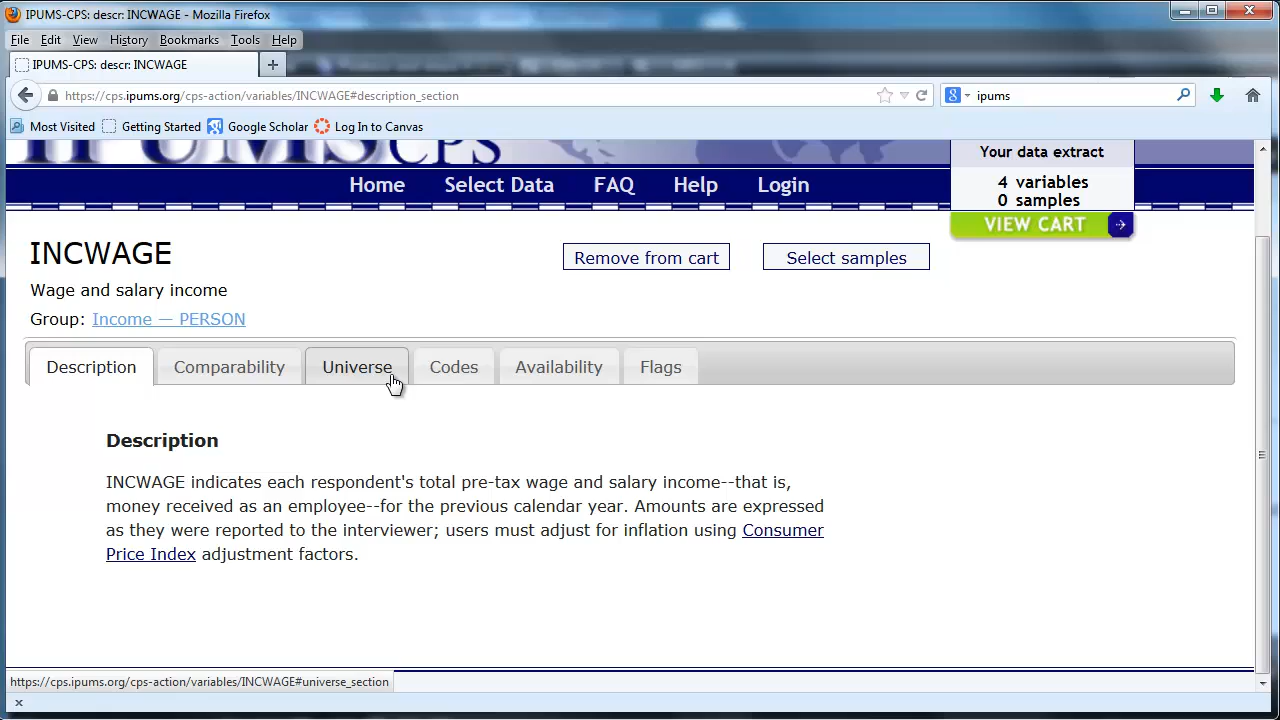 IPUMS-CPS: descr: INCWAGE - Mozilla Firefox
File Edit View History Bookmarks Tools Help
IPUMS-CPS: descr: INCWAGE
https://cps.ipums.org/cps-action/variables/INCWAGE#description_section
ipums
Most Visited Getting Started Google Scholar Log In to Canvas
IPUMS CPS
Your data extract
4 variables
0 samples
VIEW CART
Home Select Data FAQ Help Login
INCWAGE
Remove from cart Select samples
Wage and salary income
Group: Income — PERSON
Description Comparability Universe Codes Availability Flags
Description
INCWAGE indicates each respondent's total pre-tax wage and salary income--that is,
money received as an employee--for the previous calendar year. Amounts are expressed
as they were reported to the interviewer; users must adjust for inflation using Consumer
Price Index adjustment factors.
https://cps.ipums.org/cps-action/variables/INCWAGE#universe_section